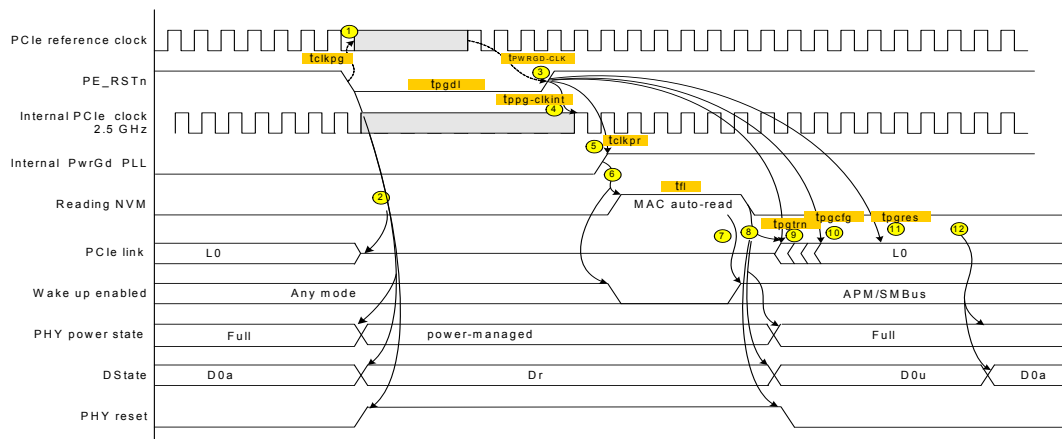 PCIe reference clock
1
tclkpg
tPWRGD-CLK
PE_RSTn
3
tpgdl
tppg-clkint
4
Internal PCIe clock
2.5 GHz
5
tclkpr
Internal PwrGd PLL
6
tfl
Reading NVM
2
MAC auto-read
tpgtrn
tpgcfg
tpgres
7
8
9
10
11
12
PCIe link
L0
L0
Wake up enabled
Any mode
APM/SMBus
PHY power state
Full
power-managed
Full
DState
D0a
Dr
D0u
D0a
PHY reset